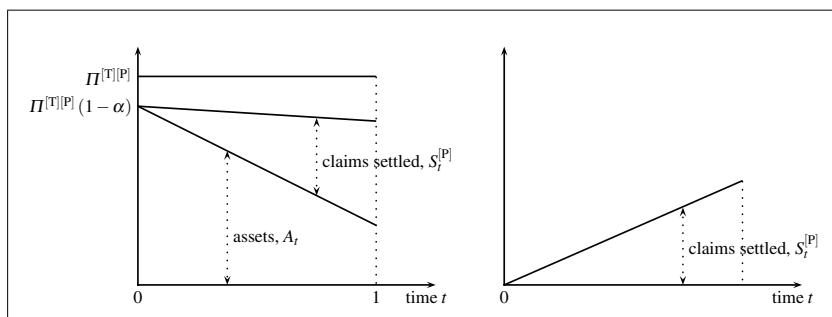 Π^[T][P]
Π^[T][P] (1 − α)
claims settled, S_t^[P]
assets, A_t
0
1
time t
claims settled, S_t^[P]
0
time t